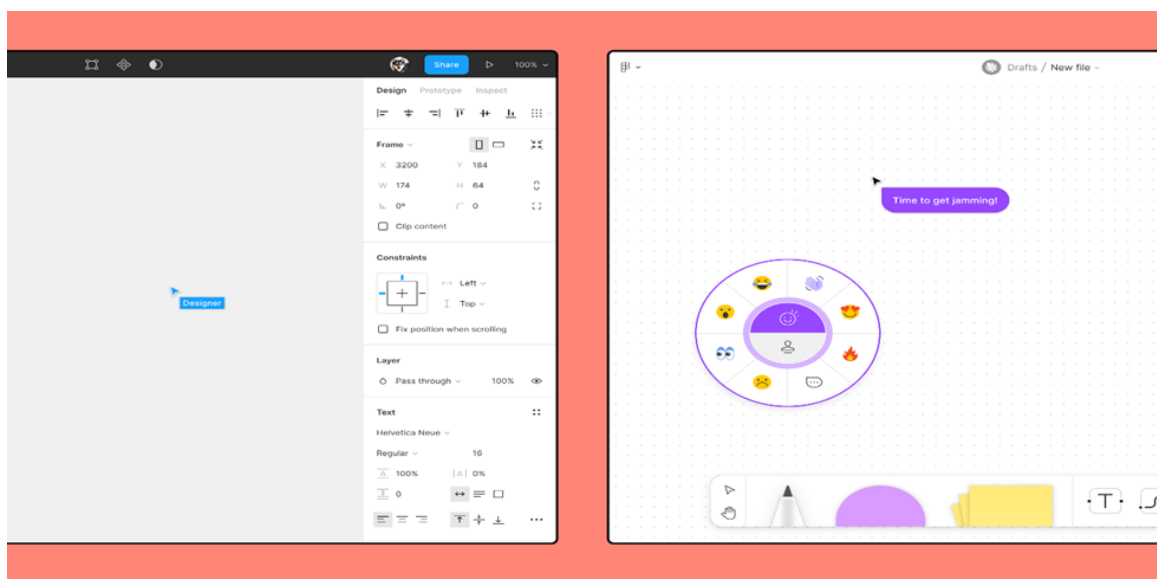 Share
100%
Design Prototype Inspect
Frame
X 3200 Y 184
W 174 H 64
0° 0
Clip content
Constraints
Left
Top
Fix position when scrolling
Layer
Pass through 100%
Text
Helvetica Neue
Regular 16
A 100% |A| 0%
0
Designer
Drafts / New file
Time to get jamming!
T